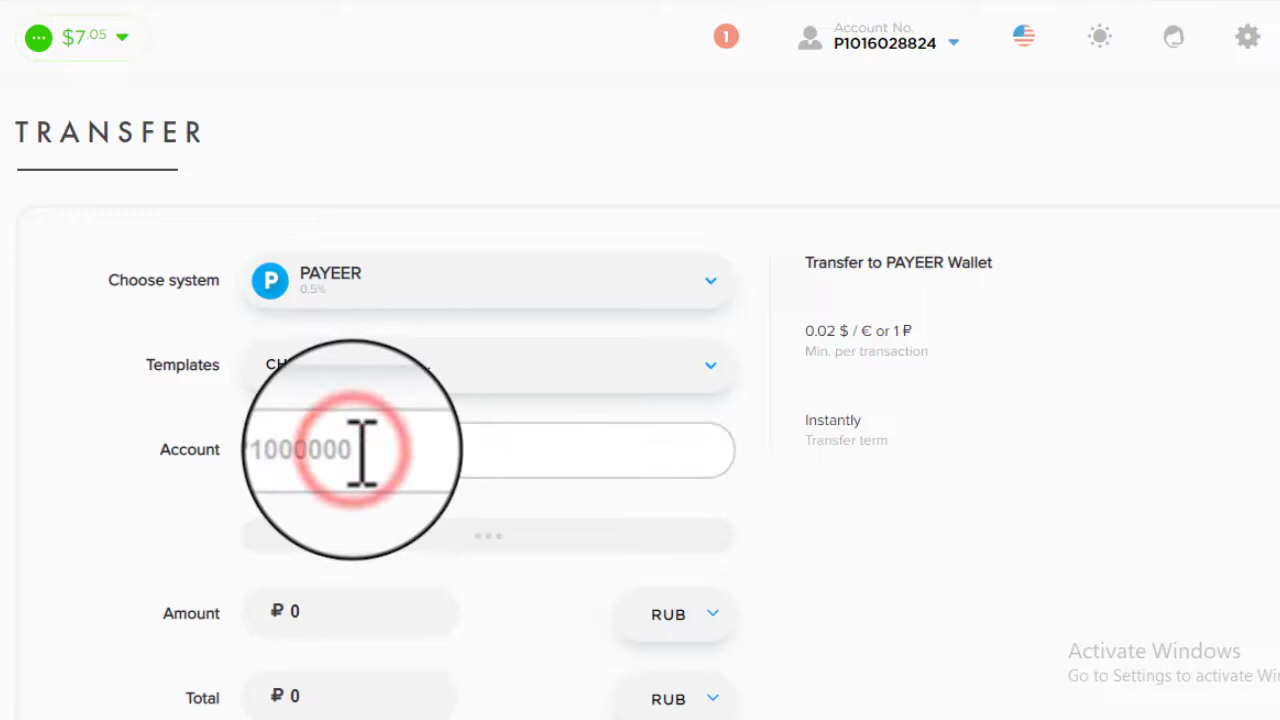 $7.05
1
Account No.
P1016028824
TRANSFER
Choose system
P
PAYEER
0.5%
Transfer to PAYEER Wallet
0.02 $ / € or 1 ₽
Min. per transaction
Templates
Account
1000000
Instantly
Transfer term
Amount
₽ 0
RUB
Total
₽ 0
RUB
Activate Windows
Go to Settings to activate